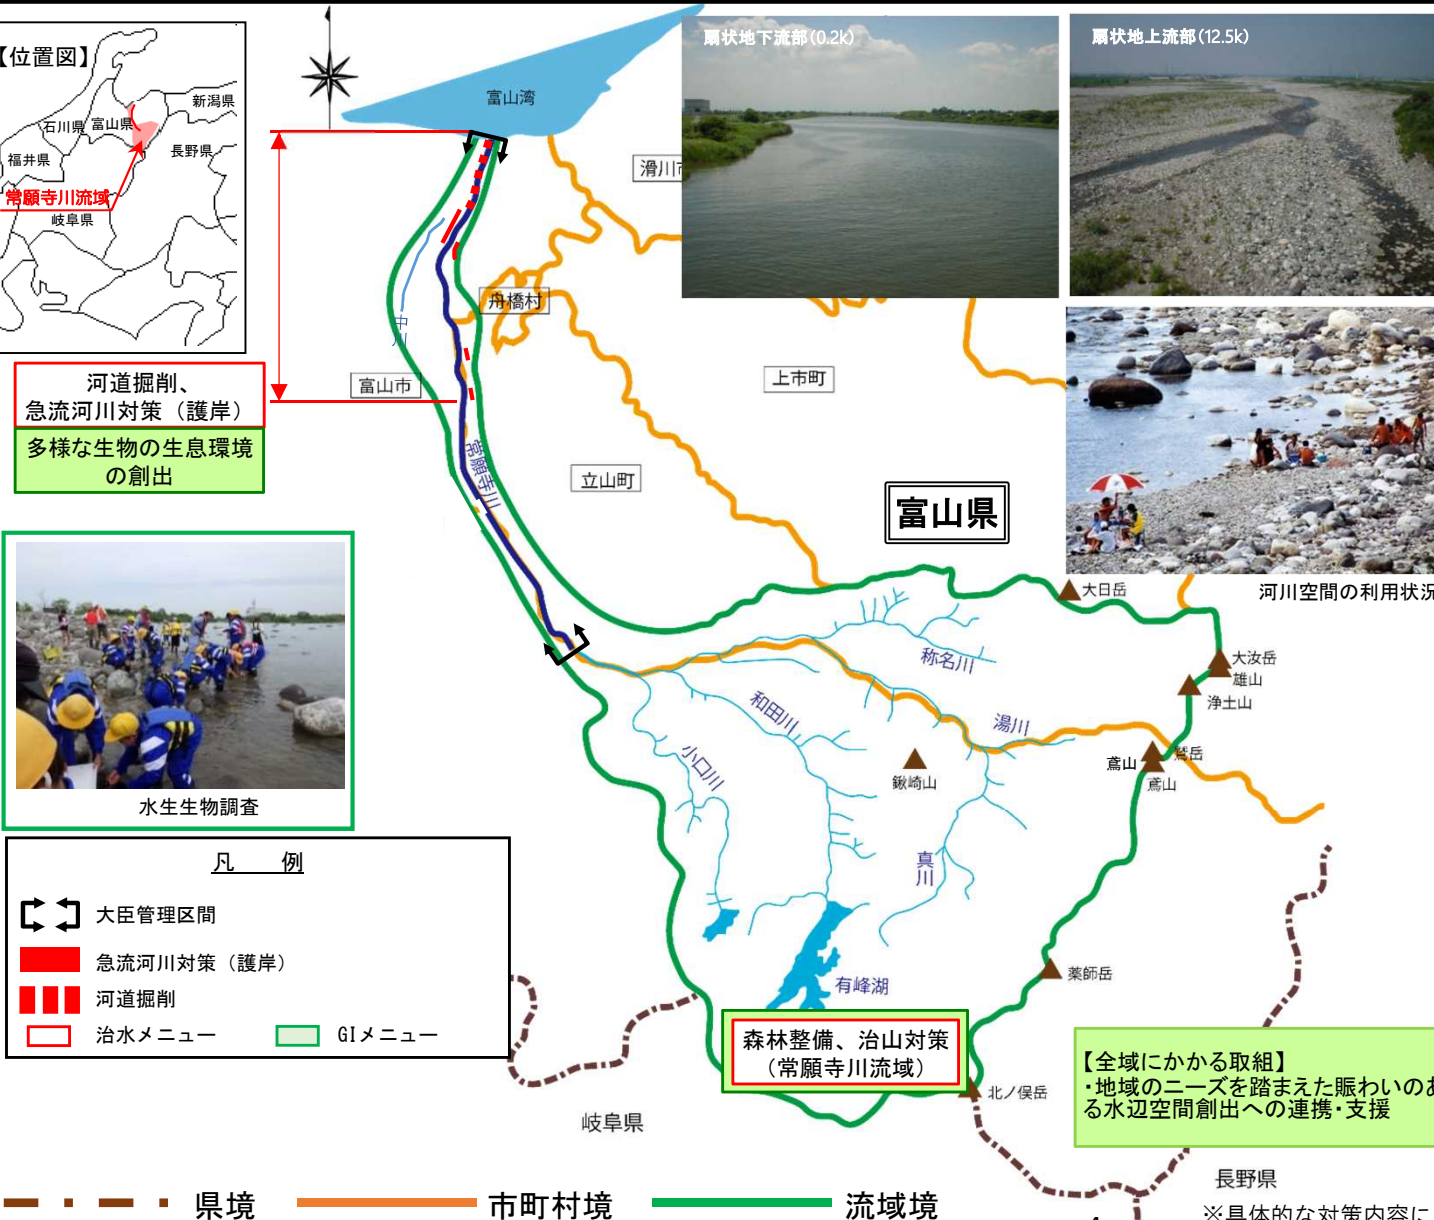 【位置図】
新潟県
石川県
富山県
長野県
福井県
常願寺川流域
岐阜県
富山湾
扇状地下流部(0.2k)
扇状地上流部(12.5k)
滑川市
舟橋村
中川
富山市
上市町
立山町
常願寺川
富山県
河道掘削、
急流河川対策（護岸）
多様な生物の生息環境
の創出
水生生物調査
河川空間の利用状況
大日岳
称名川
大汝岳
雄山
浄土山
和田川
湯川
小口川
鍬崎山
鳶山
鷲岳
鳶山
真川
有峰湖
薬師岳
北ノ俣岳
凡　例
大臣管理区間
急流河川対策（護岸）
河道掘削
治水メニュー
GIメニュー
森林整備、治山対策
（常願寺川流域）
【全域にかかる取組】
・地域のニーズを踏まえた賑わいのあ
る水辺空間創出への連携・支援
岐阜県
長野県
県境
市町村境
流域境
※具体的な対策内容に